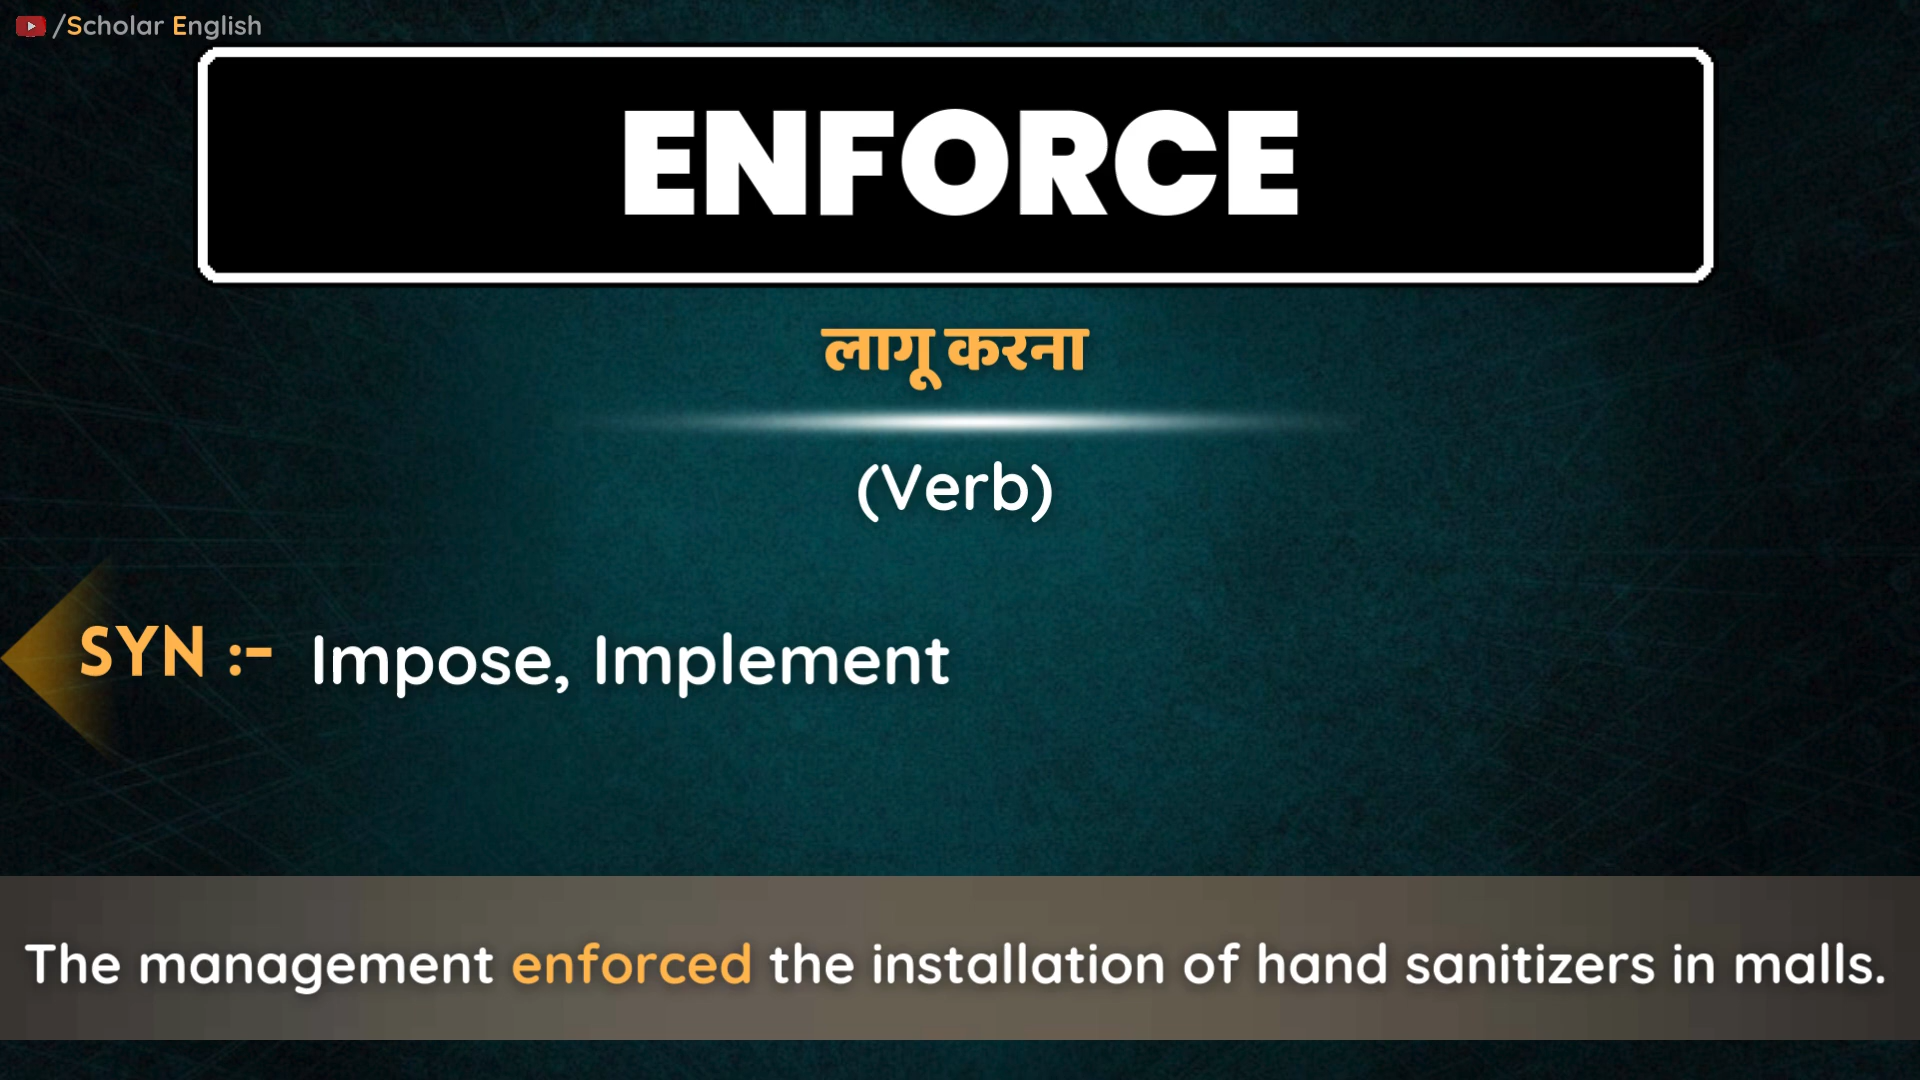 /Scholar English
ENFORCE
लागू करना
(Verb)
SYN :- Impose, Implement
The management enforced the installation of hand sanitizers in malls.